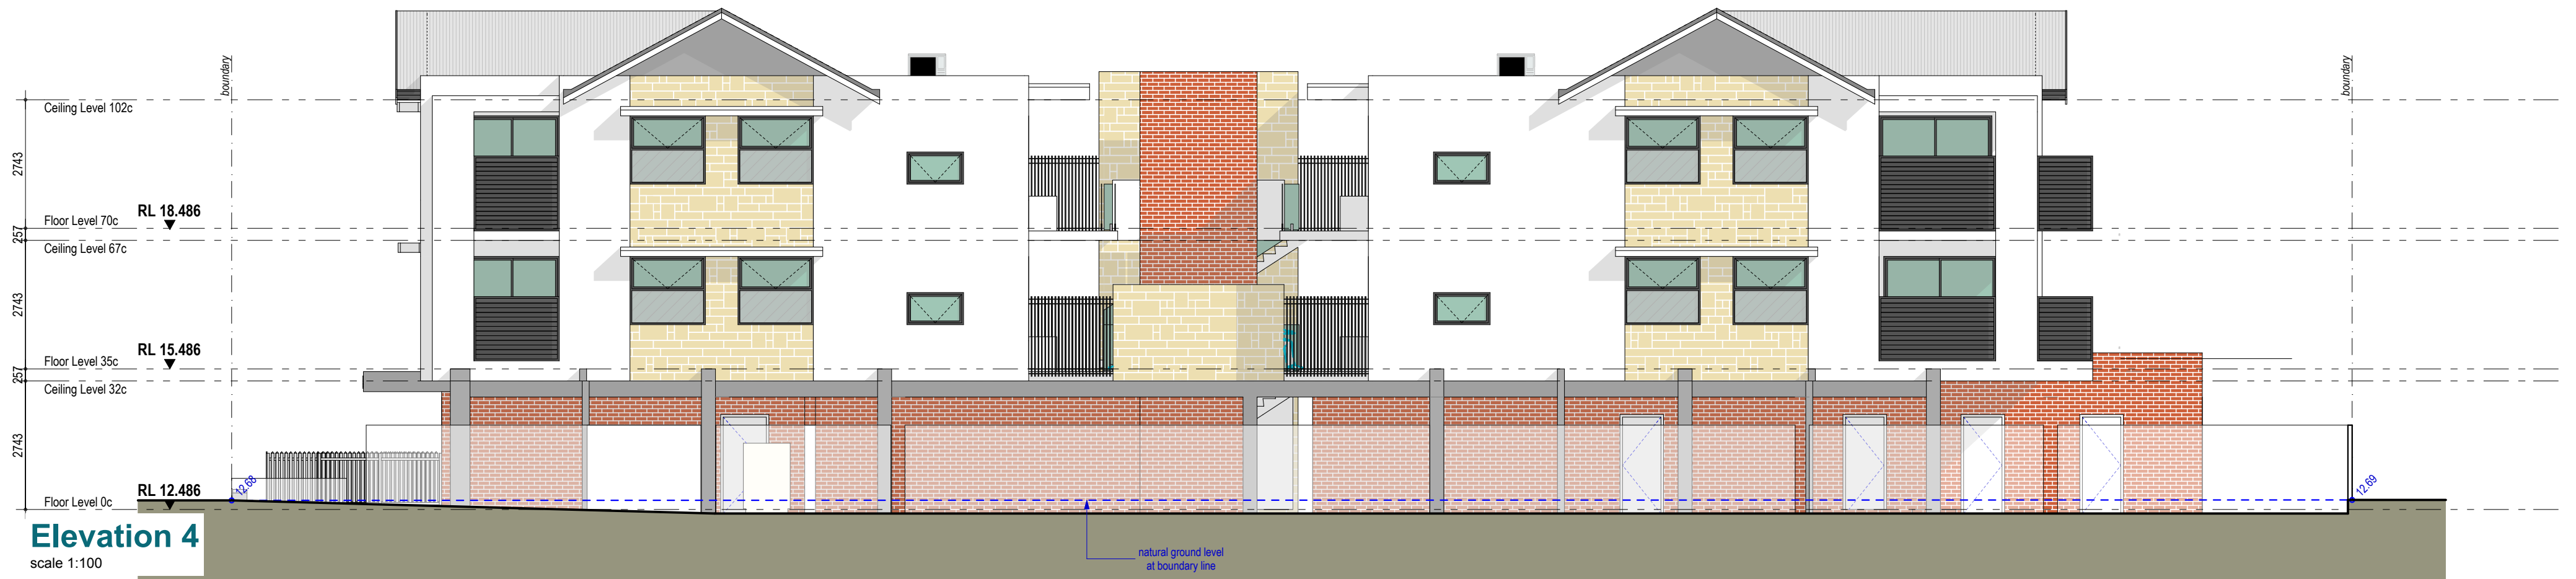 boundary
boundary
Ceiling Level 102c
2743
RL 18.486
Floor Level 70c
257
Ceiling Level 67c
2743
RL 15.486
Floor Level 35c
257
Ceiling Level 32c
2743
RL 12.486
Floor Level 0c
12.68
12.69
Elevation 4
scale 1:100
natural ground level
at boundary line